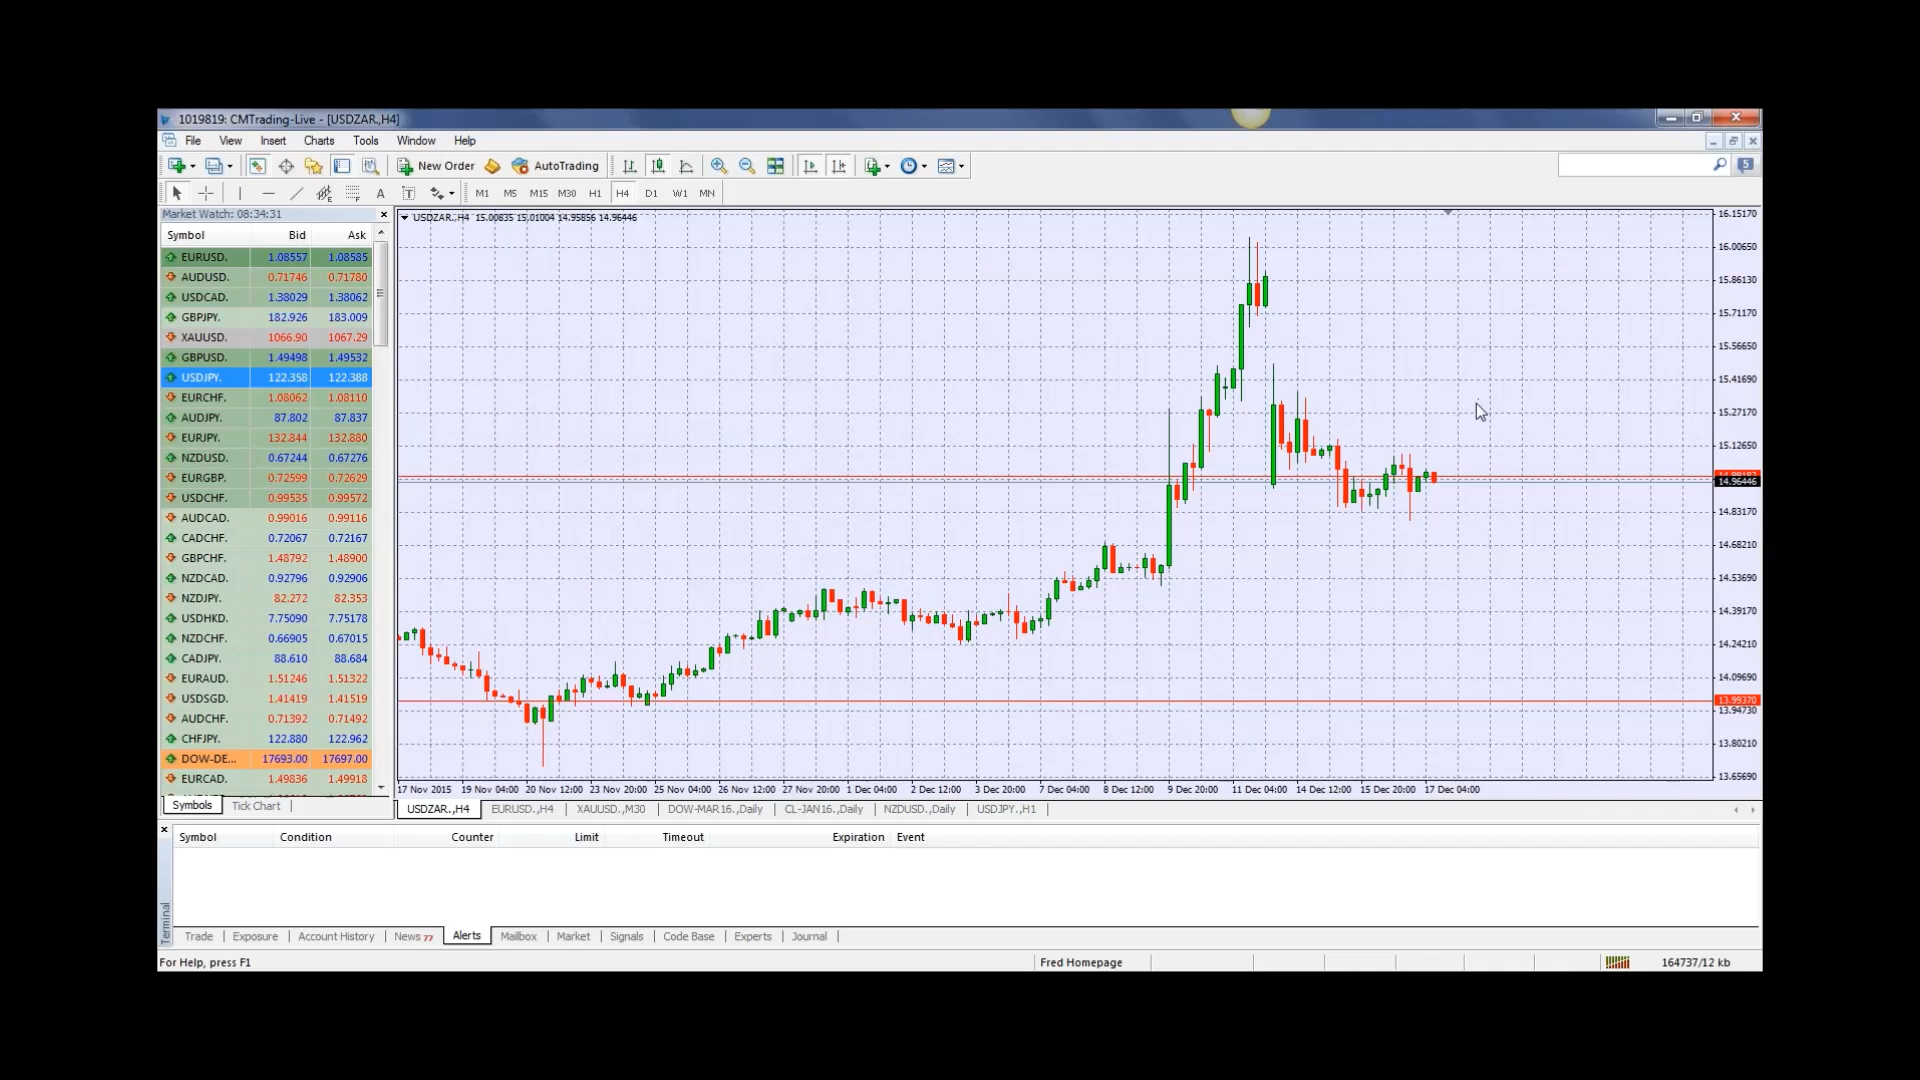 1019819: CMTrading-Live - [USDZAR.,H4]
File View Insert Charts Tools Window Help
New Order AutoTrading 5
A T M1 M5 M15 M30 H1 H4 D1 W1 MN
Market Watch: 08:34:31
Symbol Bid Ask
EURUSD. 1.08557 1.08585
AUDUSD. 0.71746 0.71780
USDCAD. 1.38029 1.38062
GBPJPY. 182.926 183.009
XAUUSD. 1066.90 1067.29
GBPUSD. 1.49498 1.49532
USDJPY. 122.358 122.388
EURCHF. 1.08062 1.08110
AUDJPY. 87.802 87.837
EURJPY. 132.844 132.880
NZDUSD. 0.67244 0.67276
EURGBP. 0.72599 0.72629
USDCHF. 0.99535 0.99572
AUDCAD. 0.99016 0.99116
CADCHF. 0.72067 0.72167
GBPCHF. 1.48792 1.48900
NZDCAD. 0.92796 0.92906
NZDJPY. 82.272 82.353
USDHKD. 7.75090 7.75178
NZDCHF. 0.66905 0.67015
CADJPY. 88.610 88.684
EURAUD. 1.51246 1.51322
USDSGD. 1.41419 1.41519
AUDCHF. 0.71392 0.71492
CHFJPY. 122.880 122.962
DOW-DE... 17693.00 17697.00
EURCAD. 1.49836 1.49918
Symbols Tick Chart
USDZAR.,H4 15.00835 15.01004 14.95856 14.96446
16.15170
16.00650
15.86130
15.71170
15.56650
15.41690
15.27170
15.12650
14.96446
14.83170
14.68210
14.53690
14.39170
14.24210
14.09690
13.99370
13.94730
13.80210
13.65690
17 Nov 2015 19 Nov 04:00 20 Nov 12:00 23 Nov 20:00 25 Nov 04:00 26 Nov 12:00 27 Nov 20:00 1 Dec 04:00 2 Dec 12:00 3 Dec 20:00 7 Dec 04:00 8 Dec 12:00 9 Dec 20:00 11 Dec 04:00 14 Dec 12:00 15 Dec 20:00 17 Dec 04:00
USDZAR.,H4 EURUSD.,H4 XAUUSD.,M30 DOW-MAR16.,Daily CL-JAN16.,Daily NZDUSD.,Daily USDJPY.,H1
Symbol Condition Counter Limit Timeout Expiration Event
Terminal
Trade Exposure Account History News 77 Alerts Mailbox Market Signals Code Base Experts Journal
For Help, press F1 Fred Homepage 164737/12 kb